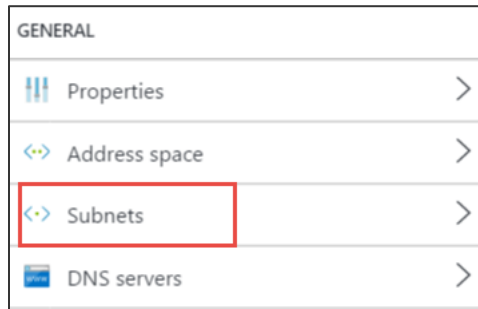 GENERAL
Properties
Address space
Subnets
DNS servers